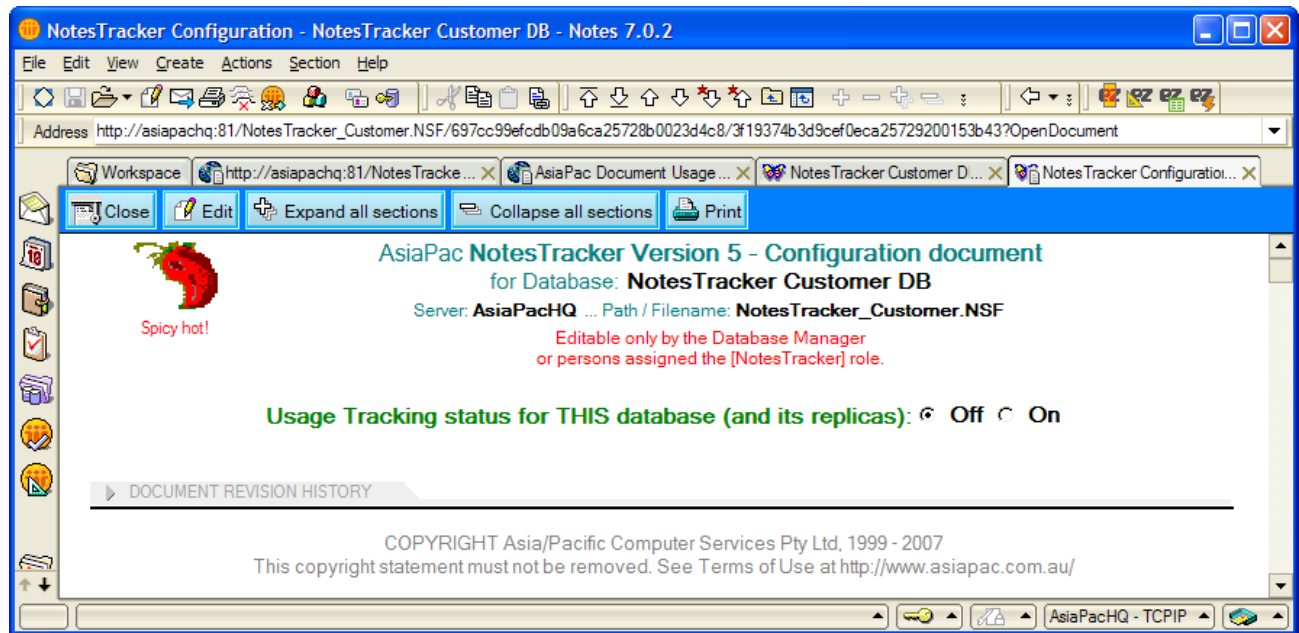 NotesTracker Configuration - NotesTracker Customer DB - Notes 7.0.2
File Edit View Create Actions Section Help
Address http://asiapachq:81/NotesTracker_Customer.NSF/697cc99efcdb09a6ca25728b0023d4c8/3f19374b3d9cef0eca25729200153b43?OpenDocument
Workspace http://asiapachq:81/NotesTracke... AsiaPac Document Usage... NotesTracker Customer D... NotesTracker Configuration...
Close Edit Expand all sections Collapse all sections Print
AsiaPac NotesTracker Version 5 - Configuration document
for Database: NotesTracker Customer DB
Server: AsiaPacHQ ... Path / Filename: NotesTracker_Customer.NSF
Spicy hot!
Editable only by the Database Manager
or persons assigned the [NotesTracker] role.
Usage Tracking status for THIS database (and its replicas): Off On
DOCUMENT REVISION HISTORY
COPYRIGHT Asia/Pacific Computer Services Pty Ltd, 1999 - 2007
This copyright statement must not be removed. See Terms of Use at http://www.asiapac.com.au/
AsiaPacHQ - TCPIP